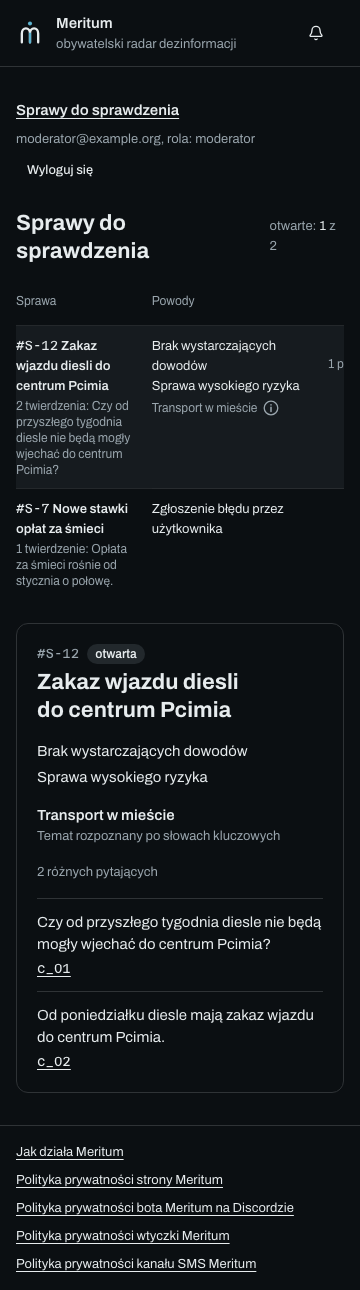 Meritum
obywatelski radar dezinformacji
Sprawy do sprawdzenia
moderator@example.org, rola: moderator
Wyloguj się
Sprawy do
sprawdzenia
otwarte: 1 z
2
Sprawa
Powody
#S-12 Zakaz
wjazdu diesli do
centrum Pcimia
2 twierdzenia: Czy od
przyszłego tygodnia
diesle nie będą mogły
wjechać do centrum
Pcimia?
Brak wystarczających
dowodów
Sprawa wysokiego ryzyka
Transport w mieście
1 p
#S-7 Nowe stawki
opłat za śmieci
1 twierdzenie: Opłata
za śmieci rośnie od
stycznia o połowę.
Zgłoszenie błędu przez
użytkownika
#S-12 otwarta
Zakaz wjazdu diesli
do centrum Pcimia
Brak wystarczających dowodów
Sprawa wysokiego ryzyka
Transport w mieście
Temat rozpoznany po słowach kluczowych
2 różnych pytających
Czy od przyszłego tygodnia diesle nie będą
mogły wjechać do centrum Pcimia?
c_01
Od poniedziałku diesle mają zakaz wjazdu
do centrum Pcimia.
c_02
Jak działa Meritum
Polityka prywatności strony Meritum
Polityka prywatności bota Meritum na Discordzie
Polityka prywatności wtyczki Meritum
Polityka prywatności kanału SMS Meritum